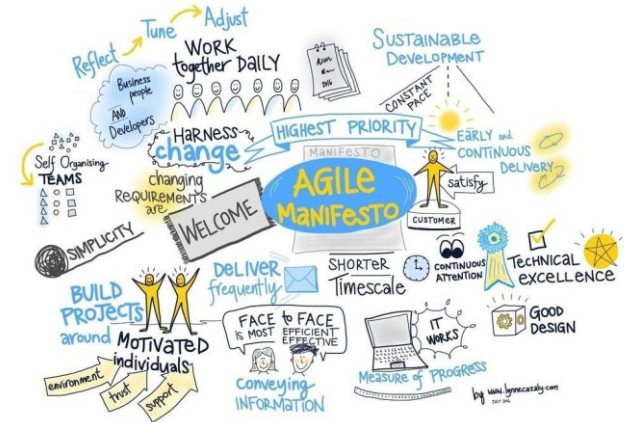 Reflect
Tune
Adjust
WORK
together DAILY
Business
people
AND
Developers
SUSTAINABLE
DEVELOPMENT
CONSTANT
PACE
HARNESS
change
HIGHEST PRIORITY
EARLY and
CONTINUOUS
DELIVERY
Self Organising
TEAMS
changing
REQUIREMENTS
are
WELCOME
MANIFESTO
AGILE
MANIFESTO
satisfy
CUSTOMER
SIMPLICITY
DELIVER
frequently
SHORTER
Timescale
CONTINUOUS
ATTENTION
TECHNICAL
EXCELLENCE
BUILD
PROJECTS
around
MOTIVATED
individuals
environment
trust
support
FACE to FACE
is MOST EFFICIENT
EFFECTIVE
conveying
INFORMATION
IT
WORKS
MEASURE of PROGRESS
GOOD
DESIGN
by www.lynnecazaly.com